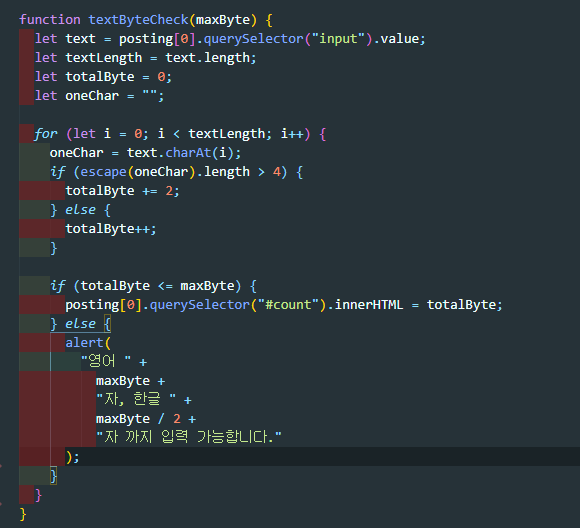 function textByteCheck(maxByte) {
let text = posting[0].querySelector("input").value;
let textLength = text.length;
let totalByte = 0;
let oneChar = "";
for (let i = 0; i < textLength; i++) {
oneChar = text.charAt(i);
if (escape(oneChar).length > 4) {
totalByte += 2;
} else {
totalByte++;
}
if (totalByte <= maxByte) {
posting[0].querySelector("#count").innerHTML = totalByte;
} else {
alert(
"영어 " +
maxByte +
"자, 한글 " +
maxByte / 2 +
"자 까지 입력 가능합니다."
);
}
}
}